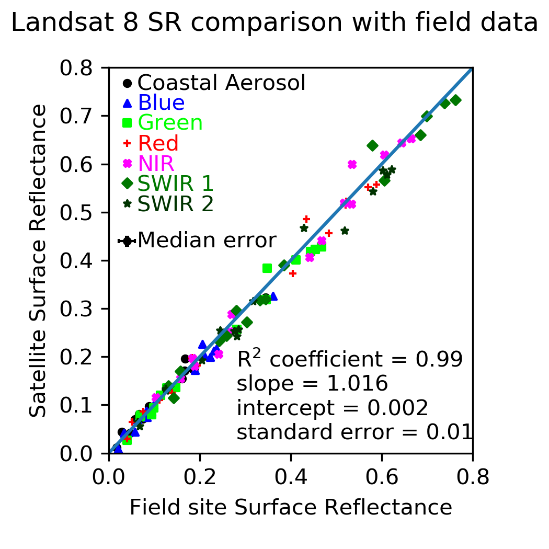 Landsat 8 SR comparison with field data
0.8
0.7
0.6
0.5
0.4
0.3
0.2
0.1
0.0
Satellite Surface Reflectance
Coastal Aerosol
Blue
Green
Red
NIR
SWIR 1
SWIR 2
Median error
R² coefficient = 0.99
slope = 1.016
intercept = 0.002
standard error = 0.01
0.0 0.2 0.4 0.6 0.8
Field site Surface Reflectance